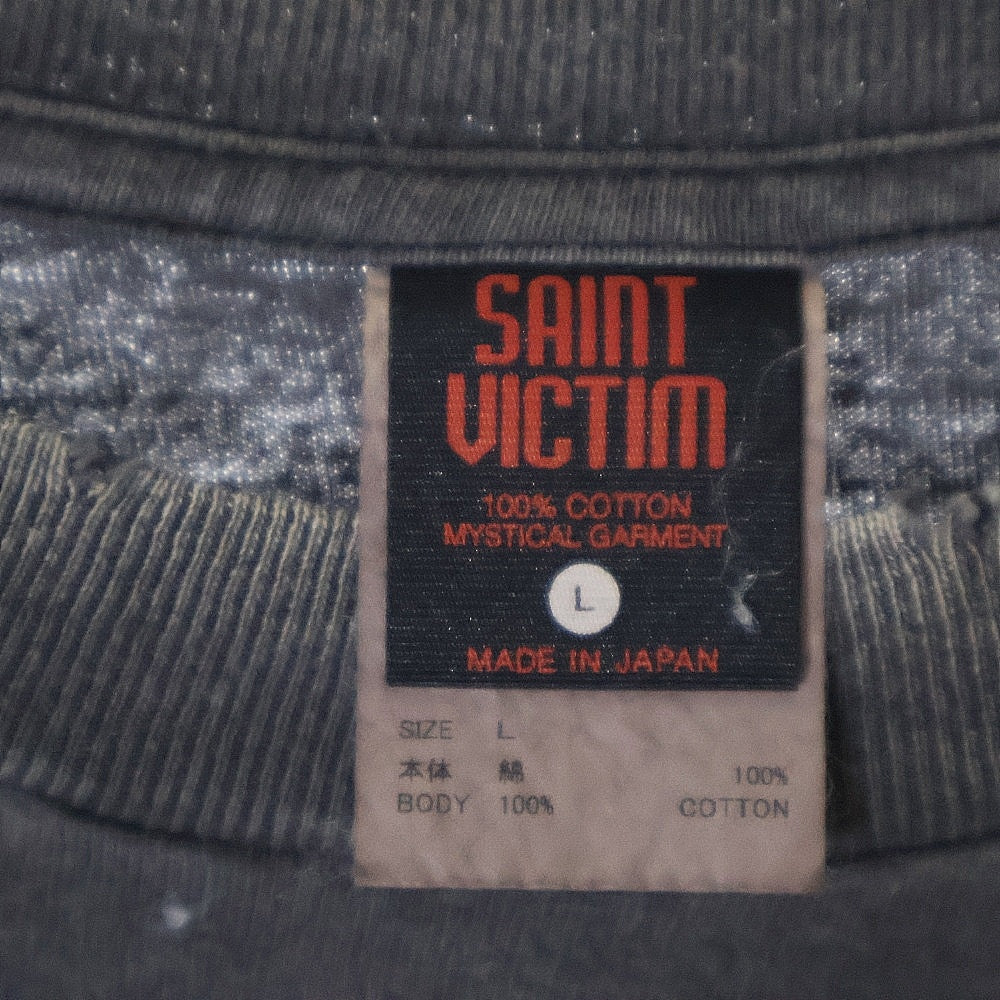 SAINT
VICTIM
100% COTTON
MYSTICAL GARMENT
L
MADE IN JAPAN
SIZE L
本体 綿 100%
BODY 100% COTTON